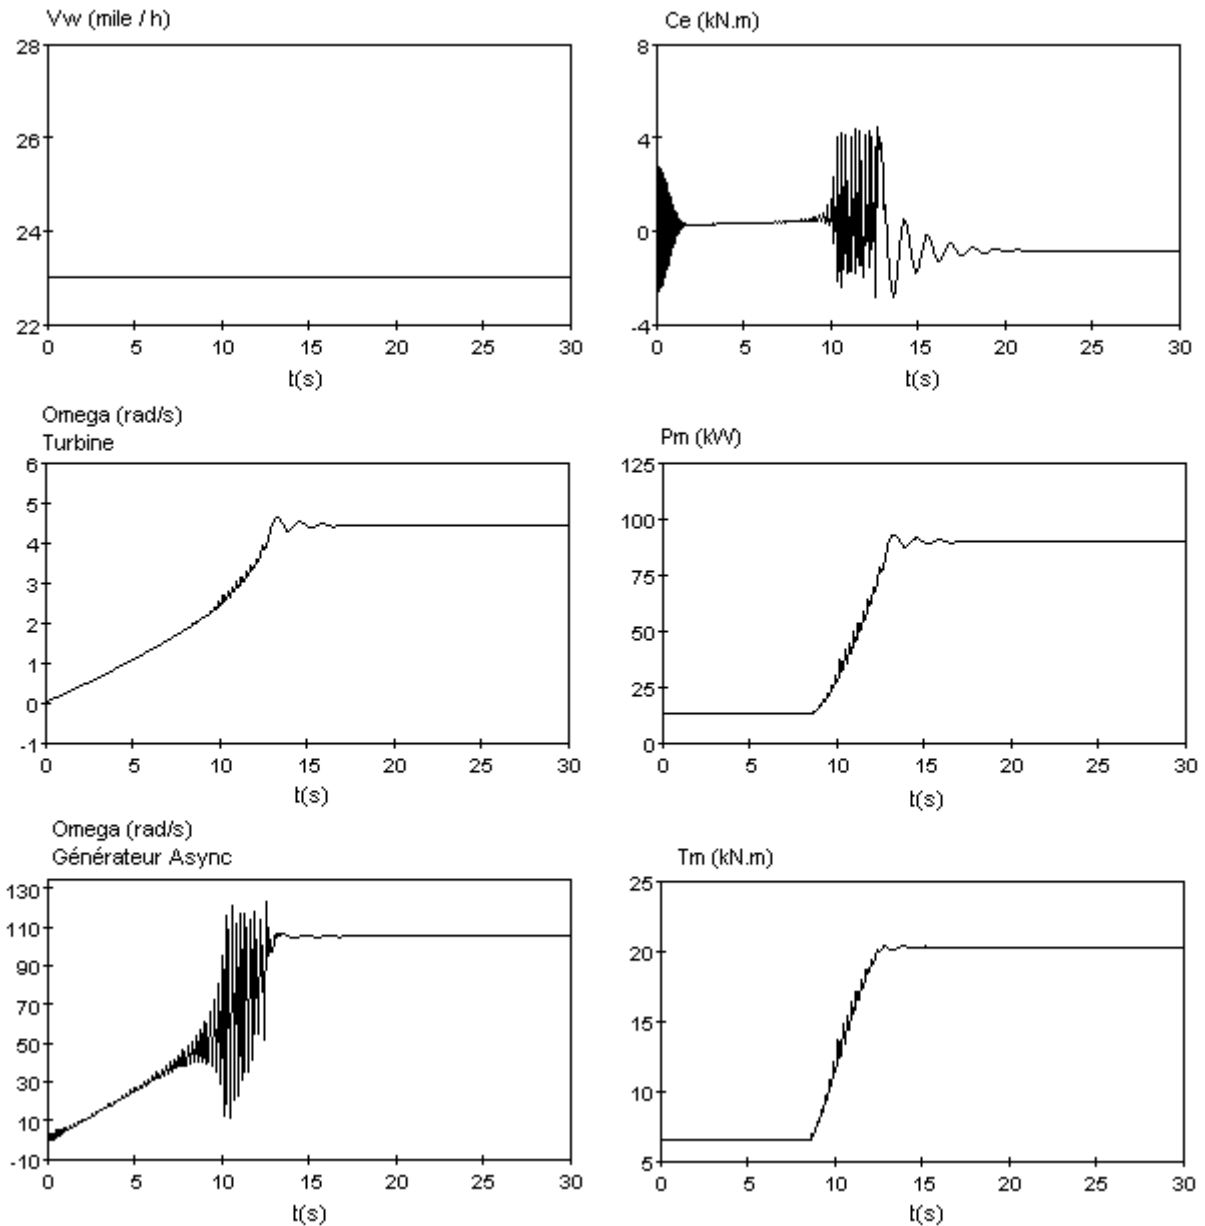 Vw (mile / h)
28
26
24
22
0 5 10 15 20 25 30
t(s)
Ce (kN.m)
8
4
0
-4
0 5 10 15 20 25 30
t(s)
Omega (rad/s)
Turbine
6
5
4
3
2
1
0
-1
0 5 10 15 20 25 30
t(s)
Pm (kW)
125
100
75
50
25
0
0 5 10 15 20 25 30
t(s)
Omega (rad/s)
Générateur Async
130
110
90
70
50
30
10
-10
0 5 10 15 20 25 30
t(s)
Tm (kN.m)
25
20
15
10
5
0 5 10 15 20 25 30
t(s)